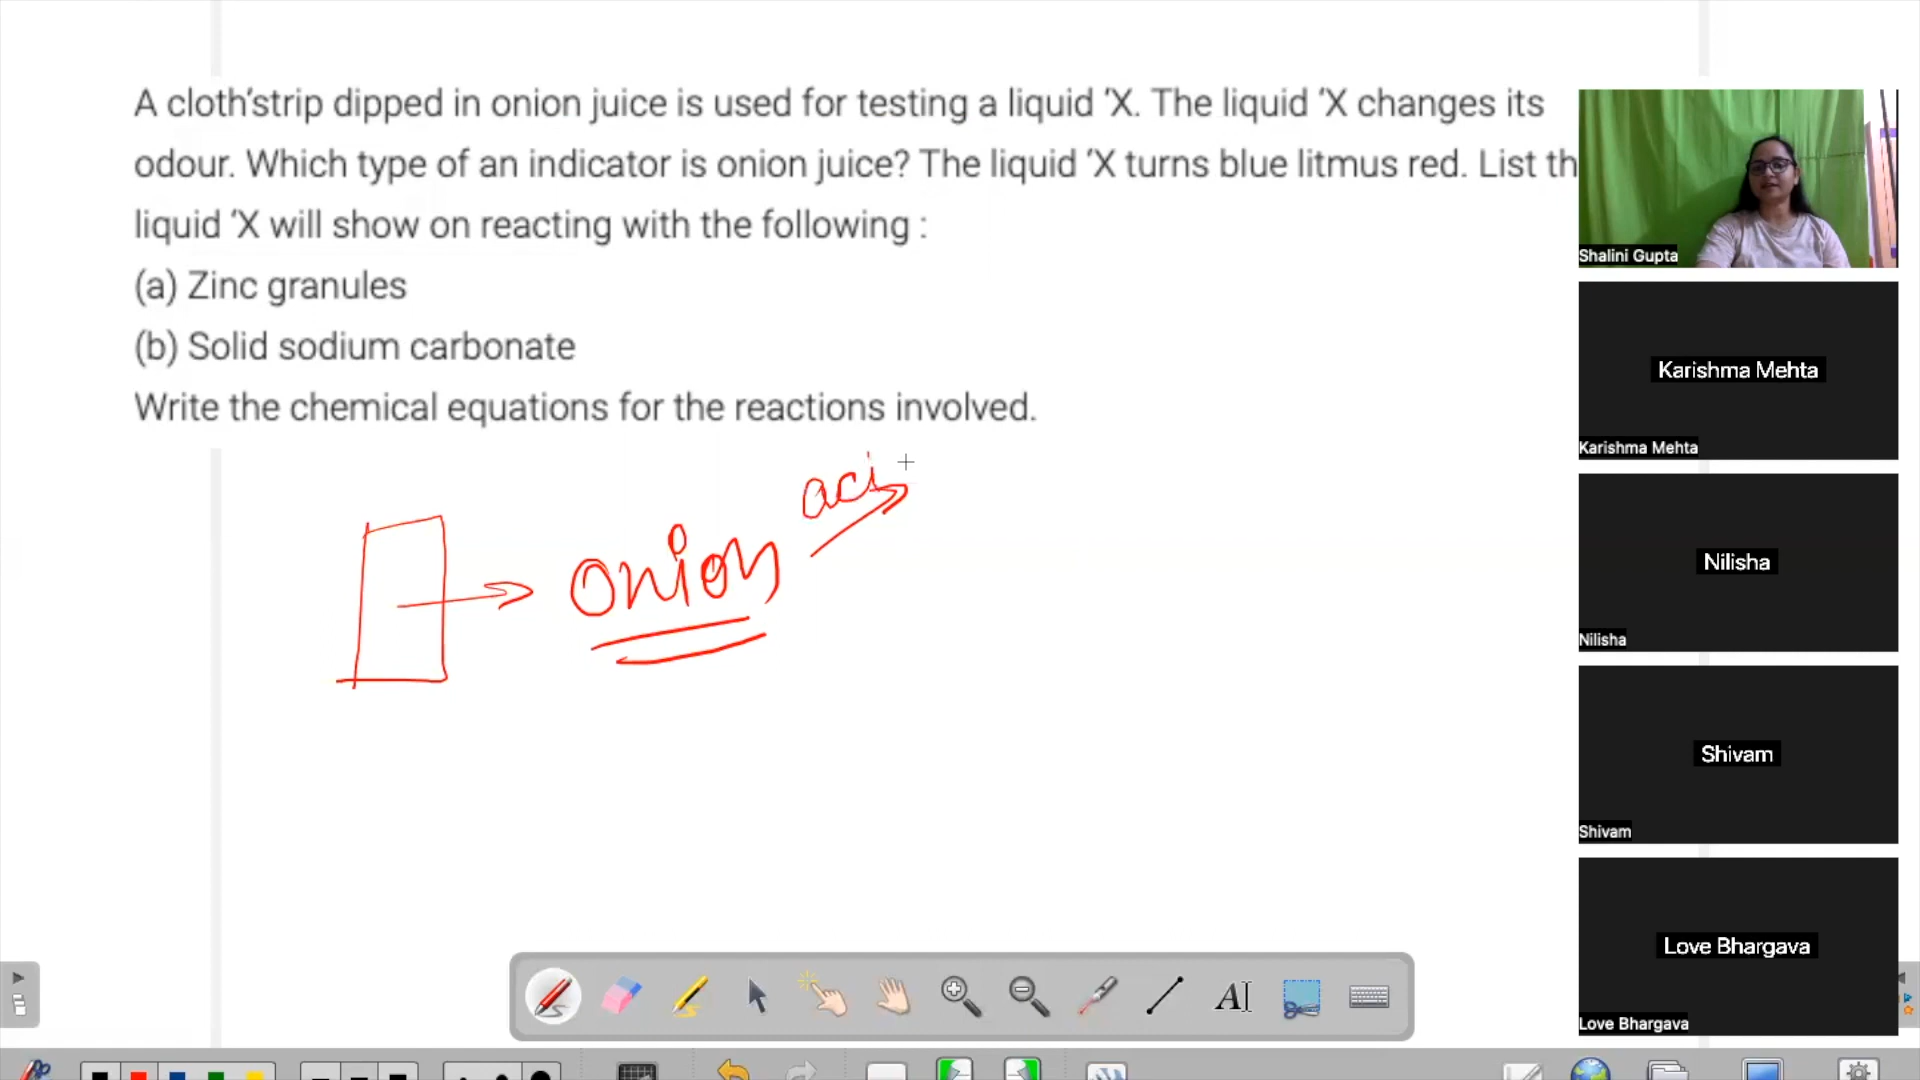 A cloth'strip dipped in onion juice is used for testing a liquid 'X. The liquid 'X changes its
odour. Which type of an indicator is onion juice? The liquid 'X turns blue litmus red. List th
liquid 'X will show on reacting with the following :
(a) Zinc granules
(b) Solid sodium carbonate
Write the chemical equations for the reactions involved.
aci
onion
Shalini Gupta
Karishma Mehta
Karishma Mehta
Nilisha
Nilisha
Shivam
Shivam
Love Bhargava
Love Bhargava
AI